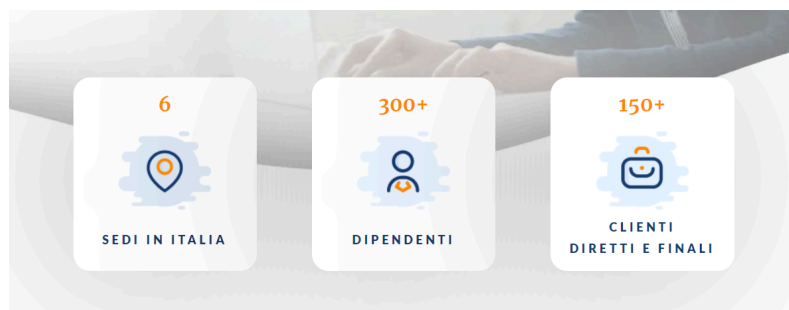 6
SEDI IN ITALIA
300+
DIPENDENTI
150+
CLIENTI
DIRETTI E FINALI